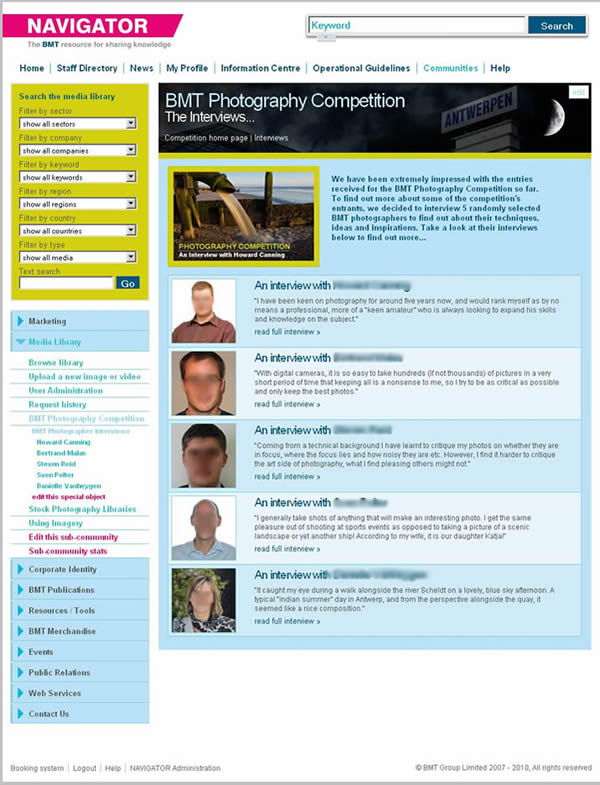 NAVIGATOR
The BMT resource for sharing knowledge
Keyword
Search
Home | Staff Directory | News | My Profile | Information Centre | Operational Guidelines | Communities | Help
Search the media library
Filter by sector
show all sectors
Filter by company
show all companies
Filter by keyword
show all keywords
Filter by region
show all regions
Filter by country
show all countries
Filter by type
show all media
Text search
Go
Marketing
Media Library
Browse library
Upload a new image or video
User Administration
Request history
BMT Photography Competition
BMT Photographer Interviews
Howard Canning
Bertrand Malan
Steven Reid
Sven Polter
Danielle Vanheygen
edit this special object
Stock Photography Libraries
Using Imagery
Edit this sub-community
Sub-community stats
Corporate Identity
BMT Publications
Resources / Tools
BMT Merchandise
Events
Public Relations
Web Services
Contact Us
BMT Photography Competition
edit
The Interviews...
ANTWERPEN
Competition home page | Interviews
PHOTOGRAPHY COMPETITION
An Interview with Howard Canning
We have been extremely impressed with the entries
received for the BMT Photography Competition so far.
To find out more about some of the competition's
entrants, we decided to interview 5 randomly selected
BMT photographers to find out about their techniques,
ideas and inspirations. Take a look at their interviews
below to find out more...
An interview with
"I have been keen on photography for around five years now, and would rank myself as by no
means a professional, more of a "keen amateur" who is always looking to expand his skills
and knowledge on the subject."
read full interview »
An interview with
"With digital cameras, it is so easy to take hundreds (if not thousands) of pictures in a very
short period of time that keeping all is a nonsense to me, so I try to be as critical as possible
and only keep the best photos."
read full interview »
An interview with
"Coming from a technical background I have learnt to critique my photos on whether they are
in focus, where the focus lies and how noisy they are etc. However, I find it harder to critique
the art side of photography, what I find pleasing others might not."
read full interview »
An interview with
"I generally take shots of anything that will make an interesting photo. I get the same
pleasure out of shooting at sports events as opposed to taking a picture of a scenic
landscape or yet another ship! According to my wife, it is our daughter Katja!"
read full interview »
An interview with
"It caught my eye during a walk alongside the river Scheldt on a lovely, blue sky afternoon. A
typical "Indian summer" day in Antwerp, and from the perspective alongside the quay, it
seemed like a nice composition."
read full interview »
Booking system | Logout | Help | NAVIGATOR Administration
© BMT Group Limited 2007 - 2010, All rights reserved